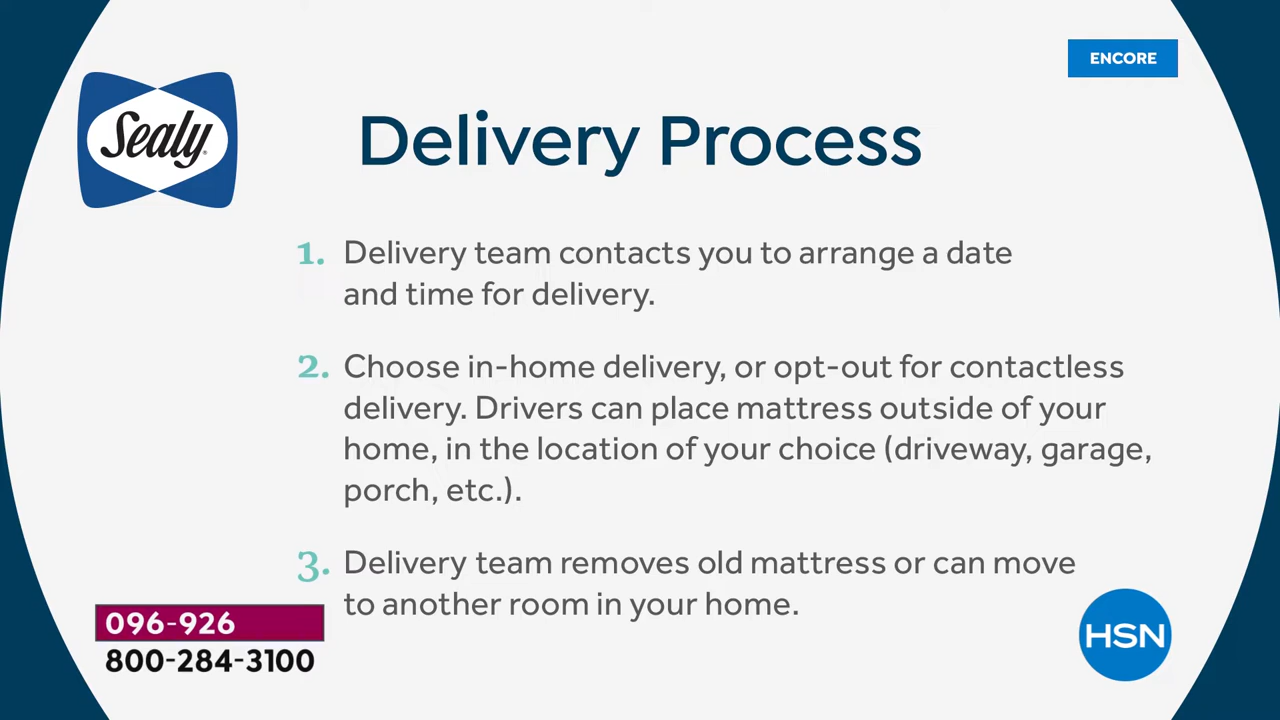 ENCORE
Sealy
Delivery Process
1. Delivery team contacts you to arrange a date
and time for delivery.
2. Choose in-home delivery, or opt-out for contactless
delivery. Drivers can place mattress outside of your
home, in the location of your choice (driveway, garage,
porch, etc.).
3. Delivery team removes old mattress or can move
to another room in your home.
096-926
800-284-3100
HSN